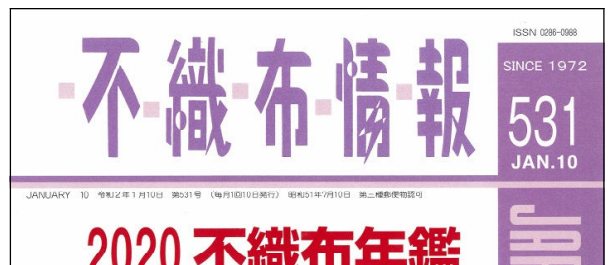 ISSN 0286-0988
不織布情報
SINCE 1972
531
JAN.10
JANUARY 10 令和2年1月10日 第531号 (毎月1回10日発行) 昭和51年7月10日 第三種郵便物認可
2020 不織布年鑑